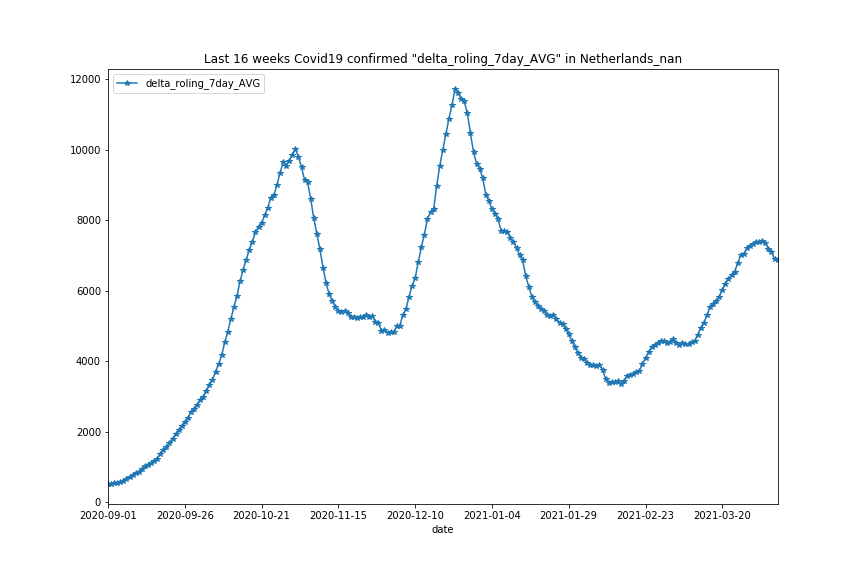 Last 16 weeks Covid19 confirmed "delta_roling_7day_AVG" in Netherlands_nan
delta_roling_7day_AVG
12000
10000
8000
6000
4000
2000
0
2020-09-01 2020-09-26 2020-10-21 2020-11-15 2020-12-10 2021-01-04 2021-01-29 2021-02-23 2021-03-20
date